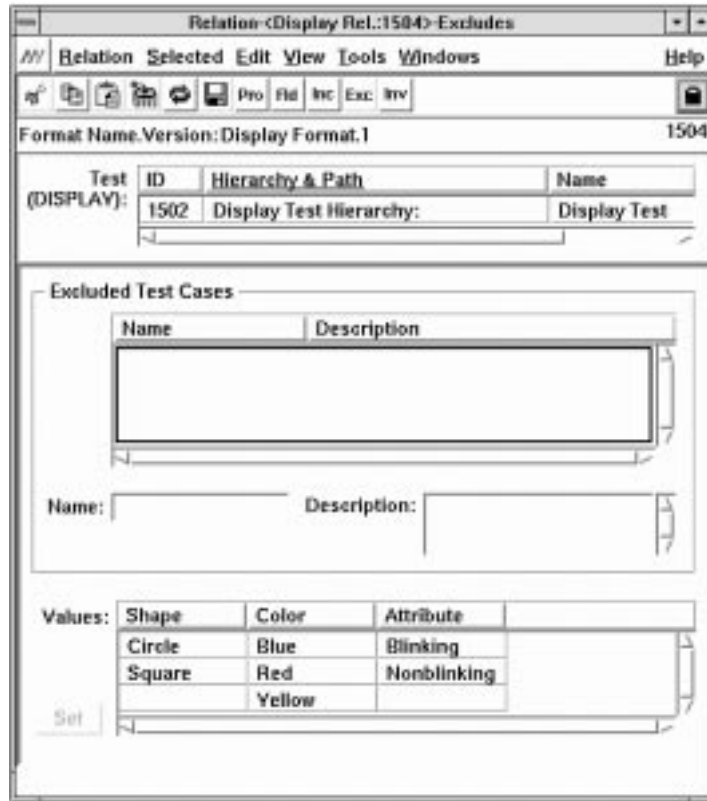 Relation-<Display Rel.:1504>-Excludes
Relation Selected Edit View Tools Windows Help
Pro Fld Inc Exc Inv
Format Name.Version: Display Format.1 1504
Test (DISPLAY):
ID Hierarchy & Path Name
1502 Display Test Hierarchy: Display Test
Excluded Test Cases
Name Description
Name: Description:
Values: Shape Color Attribute
Circle Blue Blinking
Square Red Nonblinking
Yellow
Set